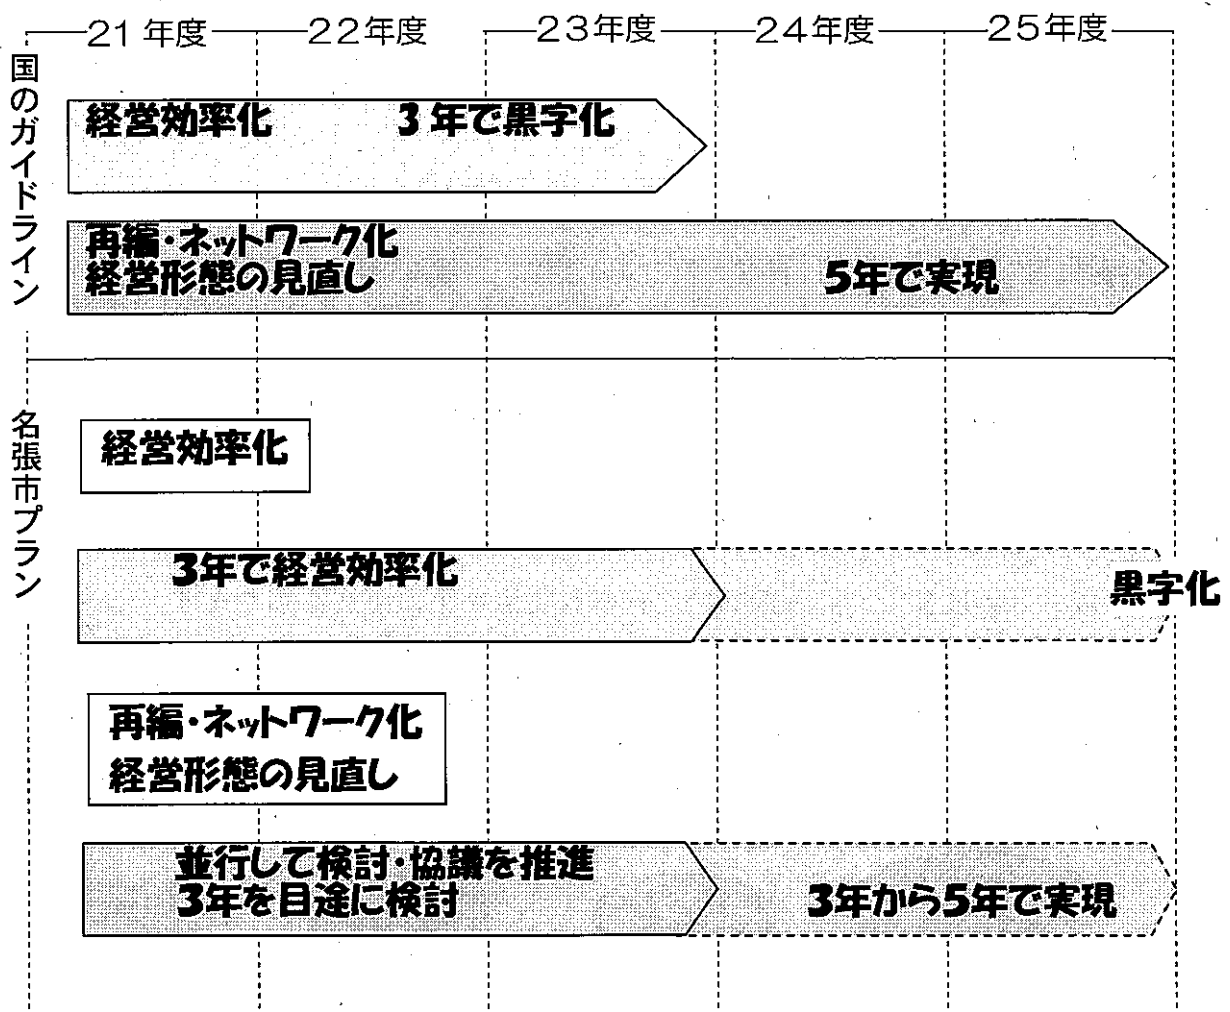 21年度
22年度
23年度
24年度
25年度
国のガイドライン
経営効率化
3年で黒字化
再編・ネットワーク化
経営形態の見直し
5年で実現
名張市プラン
経営効率化
3年で経営効率化
黒字化
再編・ネットワーク化
経営形態の見直し
並行して検討・協議を推進
3年を目途に検討
3年から5年で実現